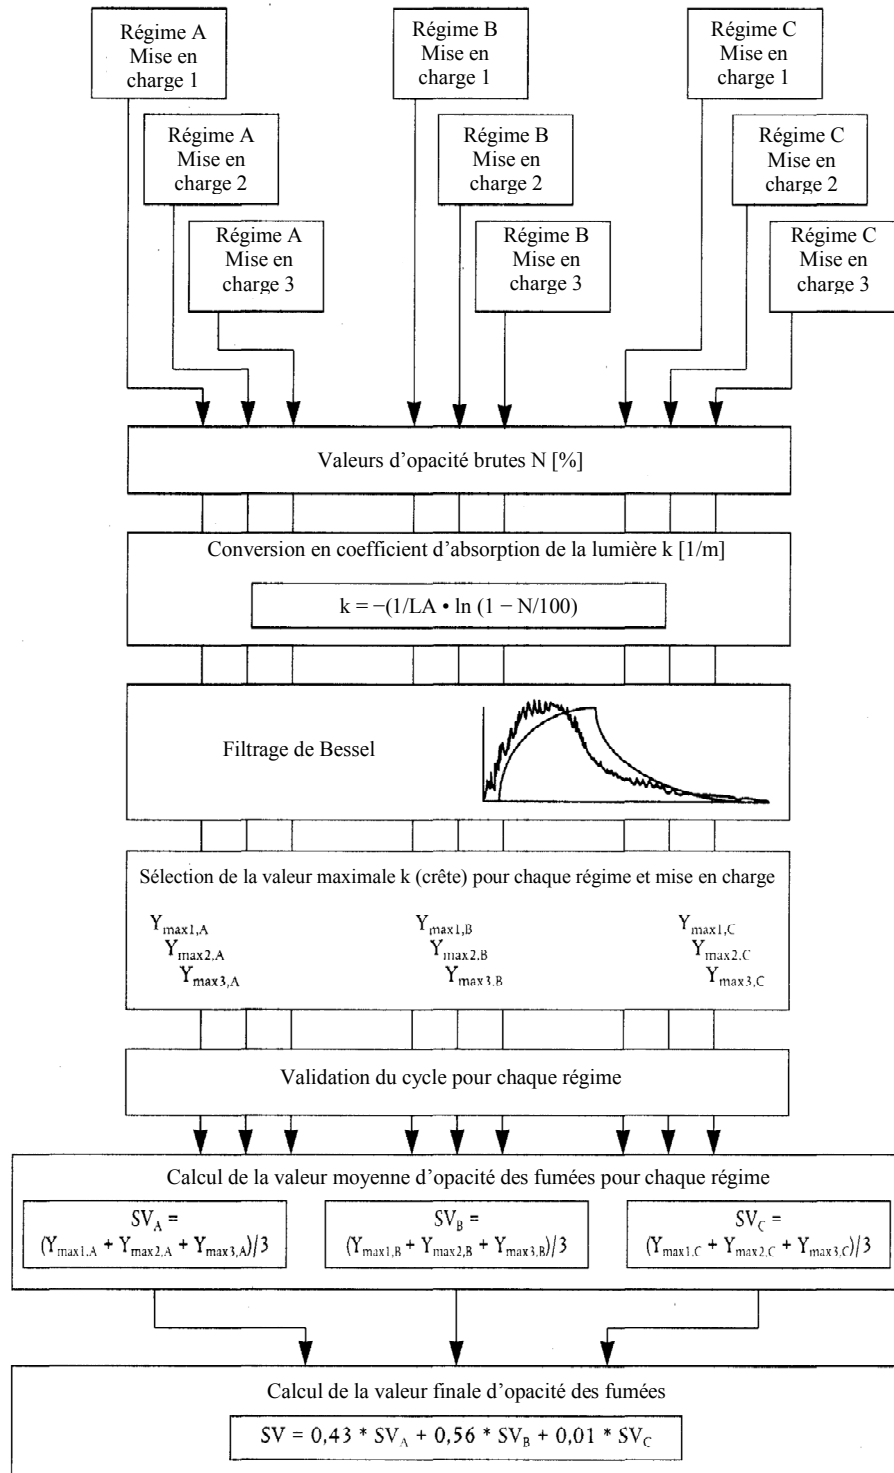 Régime A
Mise en
charge 1
Régime B
Mise en
charge 1
Régime C
Mise en
charge 1
Régime A
Mise en
charge 2
Régime B
Mise en
charge 2
Régime C
Mise en
charge 2
Régime A
Mise en
charge 3
Régime B
Mise en
charge 3
Régime C
Mise en
charge 3
Valeurs d'opacité brutes N [%]
Conversion en coefficient d'absorption de la lumière k [1/m]
k = −(1/LA • ln (1 − N/100)
Filtrage de Bessel
Sélection de la valeur maximale k (crête) pour chaque régime et mise en charge
Ymax1,A
Ymax2,A
Ymax3,A
Ymax1,B
Ymax2,B
Ymax3,B
Ymax1,C
Ymax2,C
Ymax3,C
Validation du cycle pour chaque régime
Calcul de la valeur moyenne d'opacité des fumées pour chaque régime
SVA =
(Ymax1,A + Ymax2,A + Ymax3,A)/3
SVB =
(Ymax1,B + Ymax2,B + Ymax3,B)/3
SVC =
(Ymax1,C + Ymax2,C + Ymax3,C)/3
Calcul de la valeur finale d'opacité des fumées
SV = 0,43 * SVA + 0,56 * SVB + 0,01 * SVC